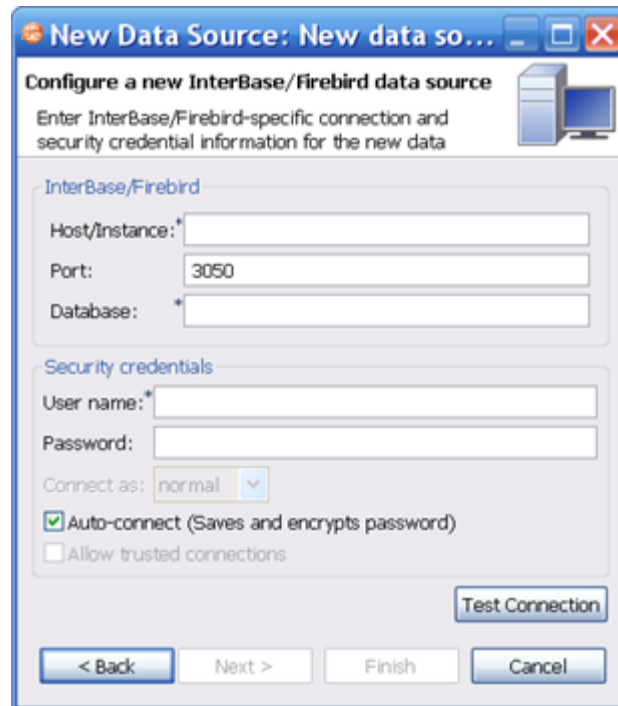 New Data Source: New data so...
Configure a new InterBase/Firebird data source
Enter InterBase/Firebird-specific connection and
security credential information for the new data
InterBase/Firebird
Host/Instance:*
Port: 3050
Database: *
Security credentials
User name:*
Password:
Connect as: normal
Auto-connect (Saves and encrypts password)
Allow trusted connections
Test Connection
< Back Next > Finish Cancel